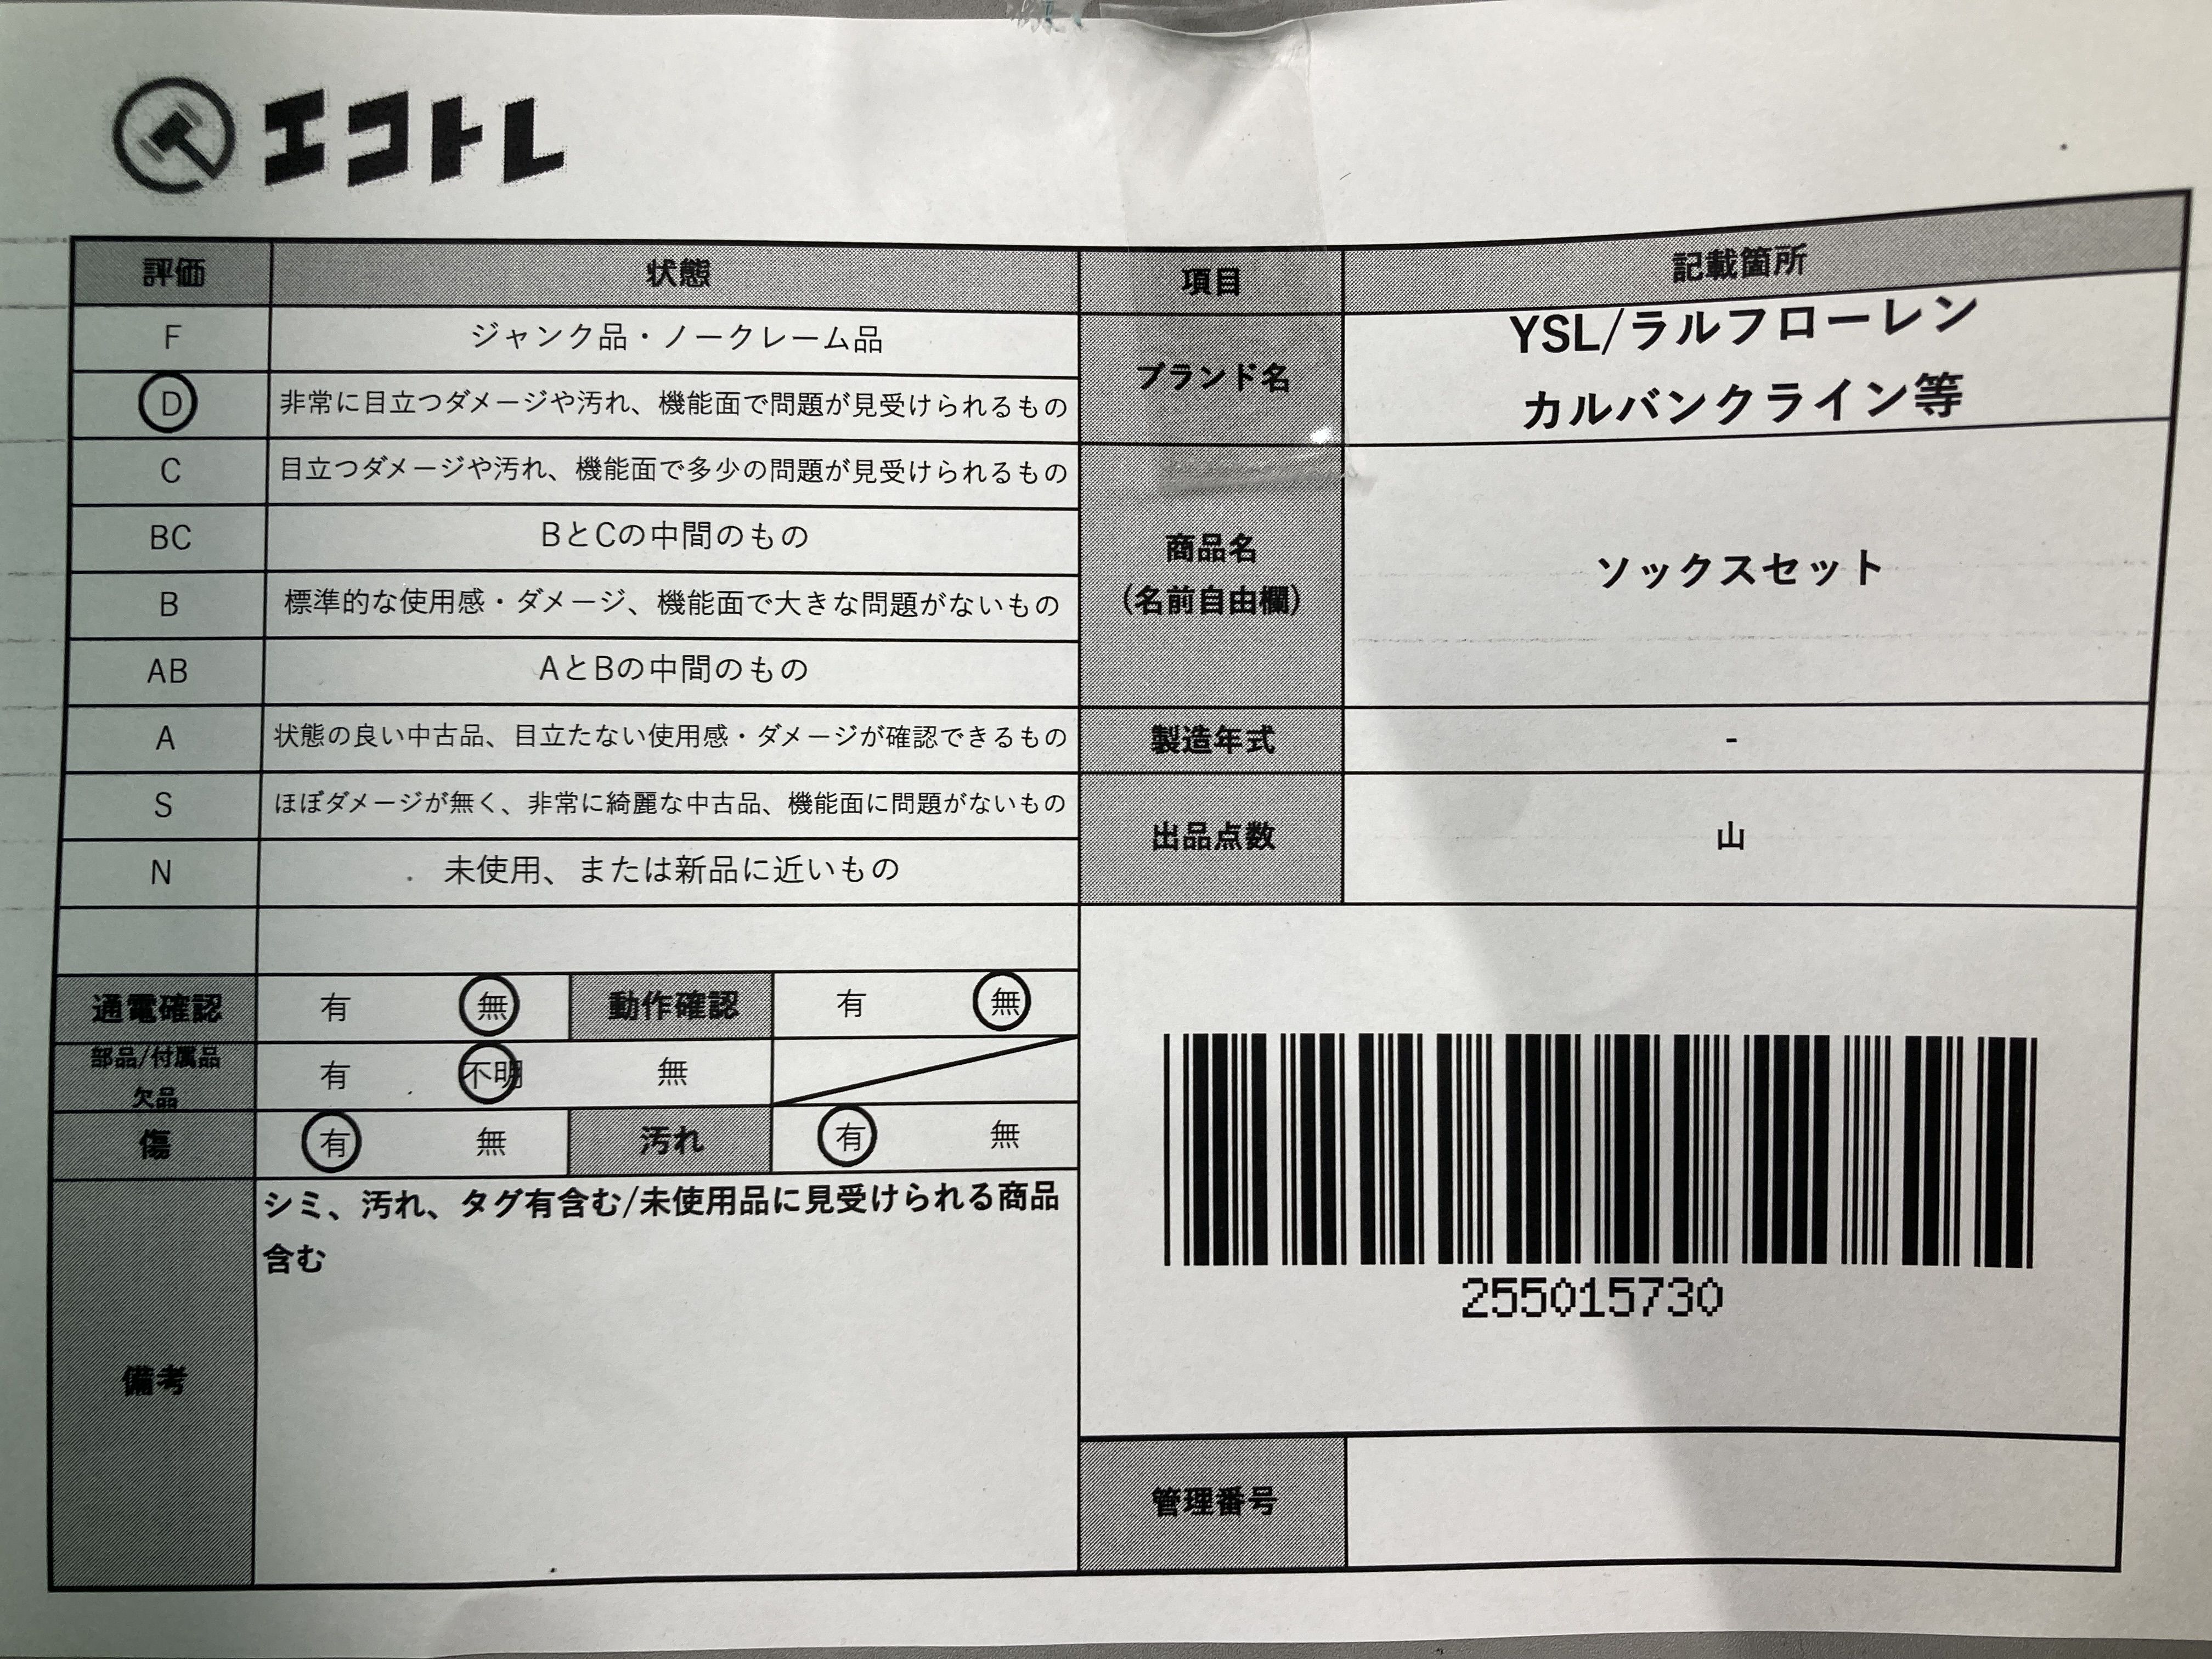 エコトレ
評価 状態 項目 記載箇所
F ジャンク品・ノークレーム品
D 非常に目立つダメージや汚れ、機能面で問題が見受けられるもの
C 目立つダメージや汚れ、機能面で多少の問題が見受けられるもの
BC BとCの中間のもの
B 標準的な使用感・ダメージ、機能面で大きな問題がないもの
AB AとBの中間のもの
A 状態の良い中古品、目立たない使用感・ダメージが確認できるもの
S ほぼダメージが無く、非常に綺麗な中古品、機能面に問題がないもの
N 未使用、または新品に近いもの
通電確認 有 無 動作確認 有 無
部品/付属品
欠品
有 不明 無
傷 有 無 汚れ 有 無
備考
シミ、汚れ、タグ有含む/未使用品に見受けられる商品
含む
ブランド名
YSL/ラルフローレン
カルバンクライン等
商品名
(名前自由欄)
ソックスセット
製造年式 -
出品点数 山
255015730
管理番号